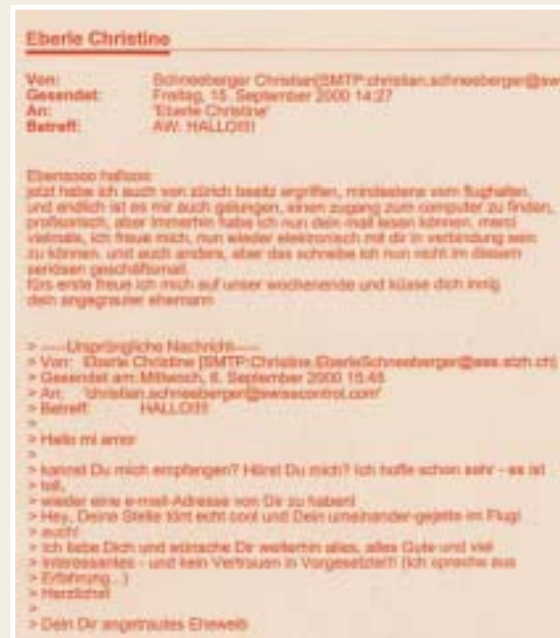 Eberle Christine
Von: Schneeberger Christian[SMTP:christian.schneeberger@sw
Gesendet: Freitag, 15. September 2000 14:27
An: 'Eberle Christine'
Betreff: AW: HALLO!!!!
Ebensooo hallooo
jetzt habe ich auch von zürich besitz ergriffen, mindestens vom flughafen.
und endlich ist es mir auch gelungen, einen zugang zum computer zu finden,
aber immerhin habe ich nun dein mail lesen können. merci
vielmals, ich freue mich, nun wieder elektronisch mit dir in verbindung sein
zu können. und auch anders, aber das schreibe ich nun nicht im diesem
seriösen geschäftsmail.
fürs erste freue ich mich auf unser wochenende und küsse dich innig
dein angegrauter ehemann
> -----Ursprüngliche Nachricht-----
> Von: Eberle Christine [SMTP:Christine.EberleSchneeberger@ess.stzh.ch]
> Gesendet am: Mittwoch, 6. September 2000 15:45
> An: 'christian.schneeberger@swisscontrol.com'
> Betreff: HALLO!!!!
>
> Hallo mi amor
>
> kannst Du mich empfangen? Hörst Du mich? Ich hoffe schon sehr - es ist
> toll,
> wieder eine e-mail-Adresse von Dir zu haben!
> Hey, Deine Stelle tönt echt cool und Dein umeinander-gejette im Flugi
> auch!
> Ich liebe Dich und wünsche Dir weiterhin alles, alles Gute und viel
> Interessantes - und kein Vertrauen in Vorgesetzte!!! (ich spreche aus
> Erfahrung...)
> Herzlichst
>
> Dein Dir angetrautes Eheweib